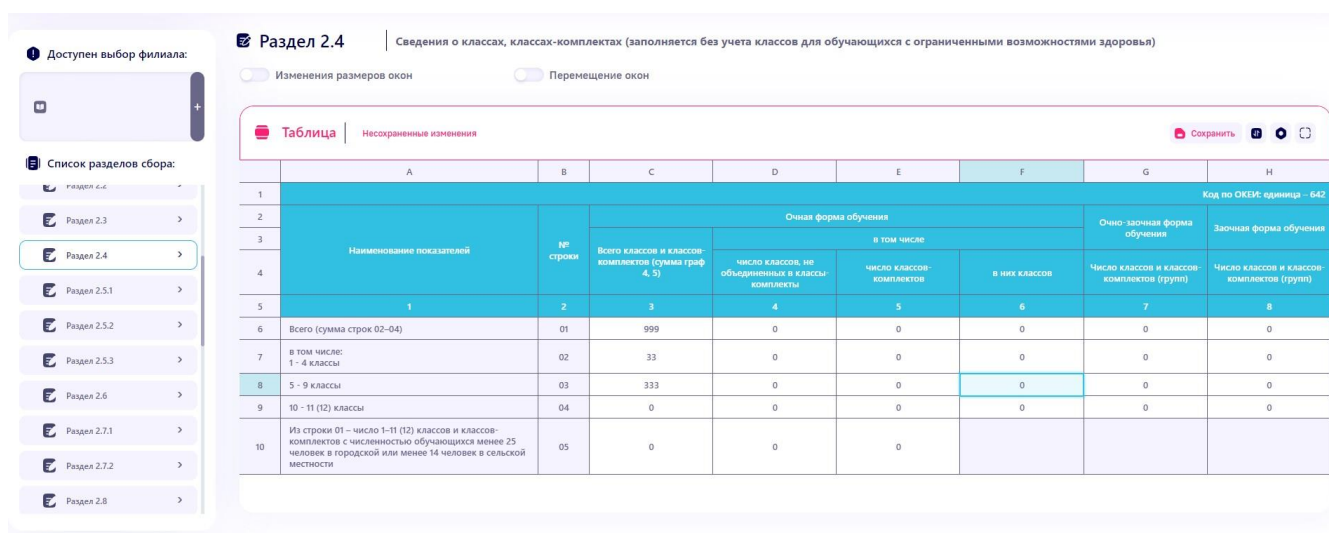 Доступен выбор филиала:
+
Список разделов сбора:
Раздел 2.2
Раздел 2.3
Раздел 2.4
Раздел 2.5.1
Раздел 2.5.2
Раздел 2.5.3
Раздел 2.6
Раздел 2.7.1
Раздел 2.7.2
Раздел 2.8
Раздел 2.4
Сведения о классах, классах-комплектах (заполняется без учета классов для обучающихся с ограниченными возможностями здоровья)
Изменения размеров окон
Перемещение окон
Таблица
Несохраненные изменения
Сохранить
A B C D E F G H
1 Код по ОКЕИ: единица – 642
2 Очная форма обучения
3 в том числе
4
Наименование показателей
№
строки
Всего классов и классов-
комплектов (сумма граф
4, 5)
число классов, не
объединенных в классы-
комплекты
число классов-
комплектов
в них классов
Очно-заочная форма
обучения
Число классов и классов-
комплектов (групп)
Заочная форма обучения
Число классов и классов-
комплектов (групп)
5 1 2 3 4 5 6 7 8
6 Всего (сумма строк 02–04) 01 999 0 0 0 0 0
7 в том числе:
1 - 4 классы 02 33 0 0 0 0 0
8 5 - 9 классы 03 333 0 0 0 0 0
9 10 - 11 (12) классы 04 0 0 0 0 0 0
10 Из строки 01 – число 1–11 (12) классов и классов-
комплектов с численностью обучающихся менее 25
человек в городской или менее 14 человек в сельской
местности 05 0 0 0